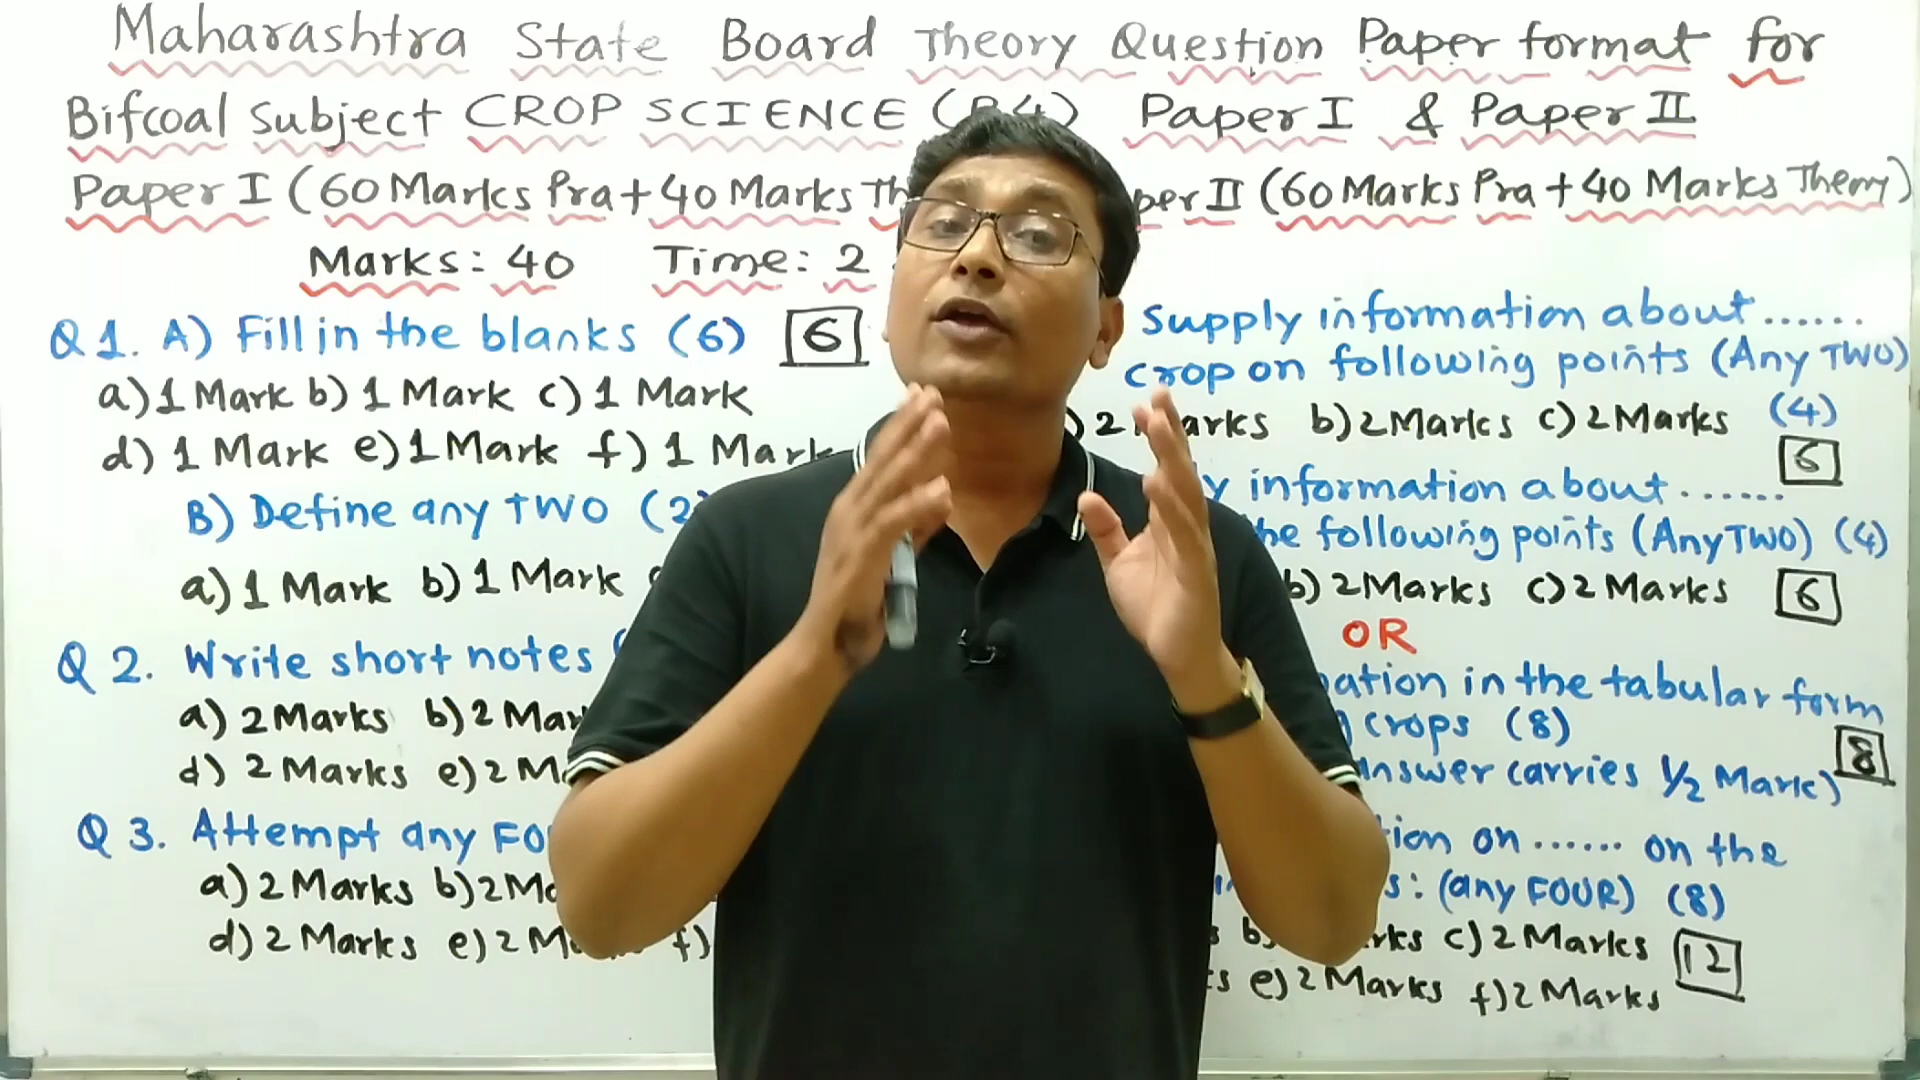 Maharashtra State Board Theory Question Paper format for
Bifcoal Subject CROP SCIENCE Paper I & Paper II
Paper I (60 Marks Pra + 40 Marks II (60 Marks Pra + 40 Marks Theory)
Marks: 40 Time: 2
Q 1. A) Fill in the blanks (6) 6
a) 1 Mark b) 1 Mark c) 1 Mark
d) 1 Mark e) 1 Mark f) 1 Mark
B) Define any TWO (2
a) 1 Mark b) 1 Mark
Q 2. Write short notes
a) 2 Marks b) 2
d) 2 Marks e) 2
Q 3. Attempt any
a) 2 Marks b) 2
d) 2 Marks e) 2 f)
Supply information about ......
crop on following points (Any TWO)
2 Marks b) 2 Marks c) 2 Marks (4)
6
information about .......
following points (Any TWO) (4)
b) 2 Marks c) 2 Marks 6
OR
in the tabular form
crops (8)
8
Answer carries 1/2 Mark)
on ...... on the
(any FOUR) (8)
c) 2 Marks 12
e) 2 Marks f) 2 Marks